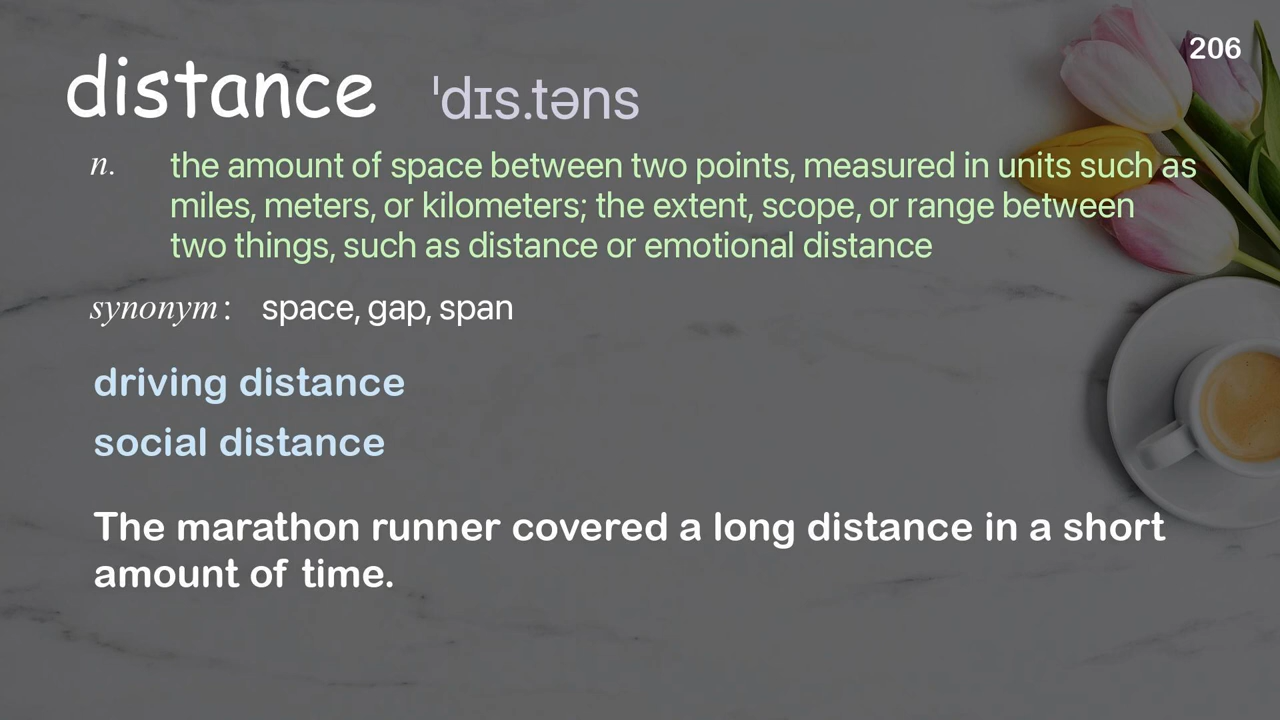 206
distance ˈdɪs.təns
n. the amount of space between two points, measured in units such as
miles, meters, or kilometers; the extent, scope, or range between
two things, such as distance or emotional distance
synonym: space, gap, span
driving distance
social distance
The marathon runner covered a long distance in a short
amount of time.